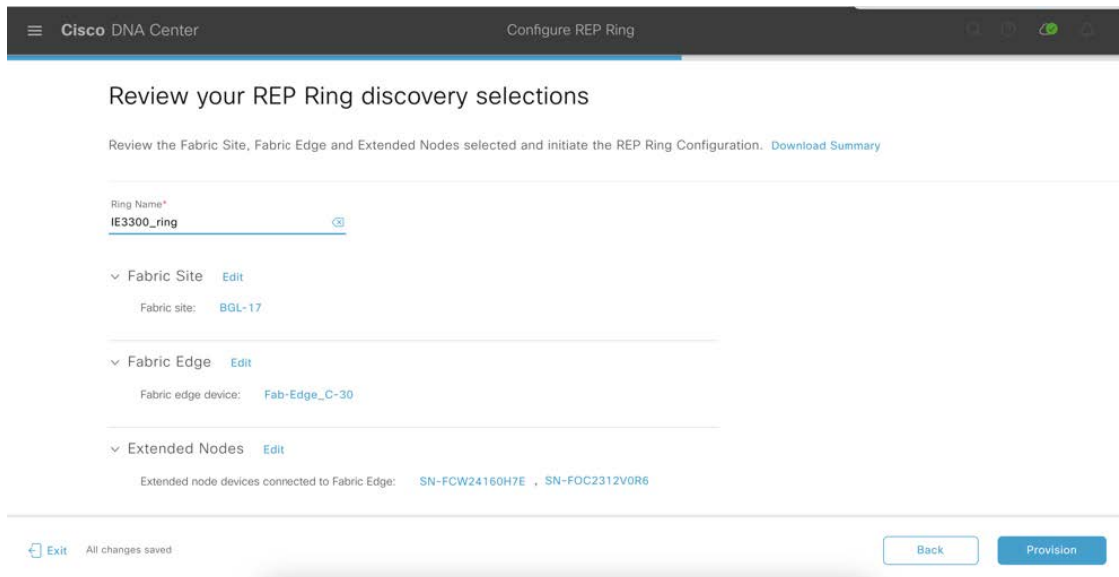 Cisco DNA Center
Configure REP Ring
Review your REP Ring discovery selections
Review the Fabric Site, Fabric Edge and Extended Nodes selected and initiate the REP Ring Configuration. Download Summary
Ring Name*
IE3300_ring
Fabric Site Edit
Fabric site: BGL-17
Fabric Edge Edit
Fabric edge device: Fab-Edge_C-30
Extended Nodes Edit
Extended node devices connected to Fabric Edge: SN-FCW24160H7E , SN-FOC2312V0R6
Exit All changes saved
Back
Provision